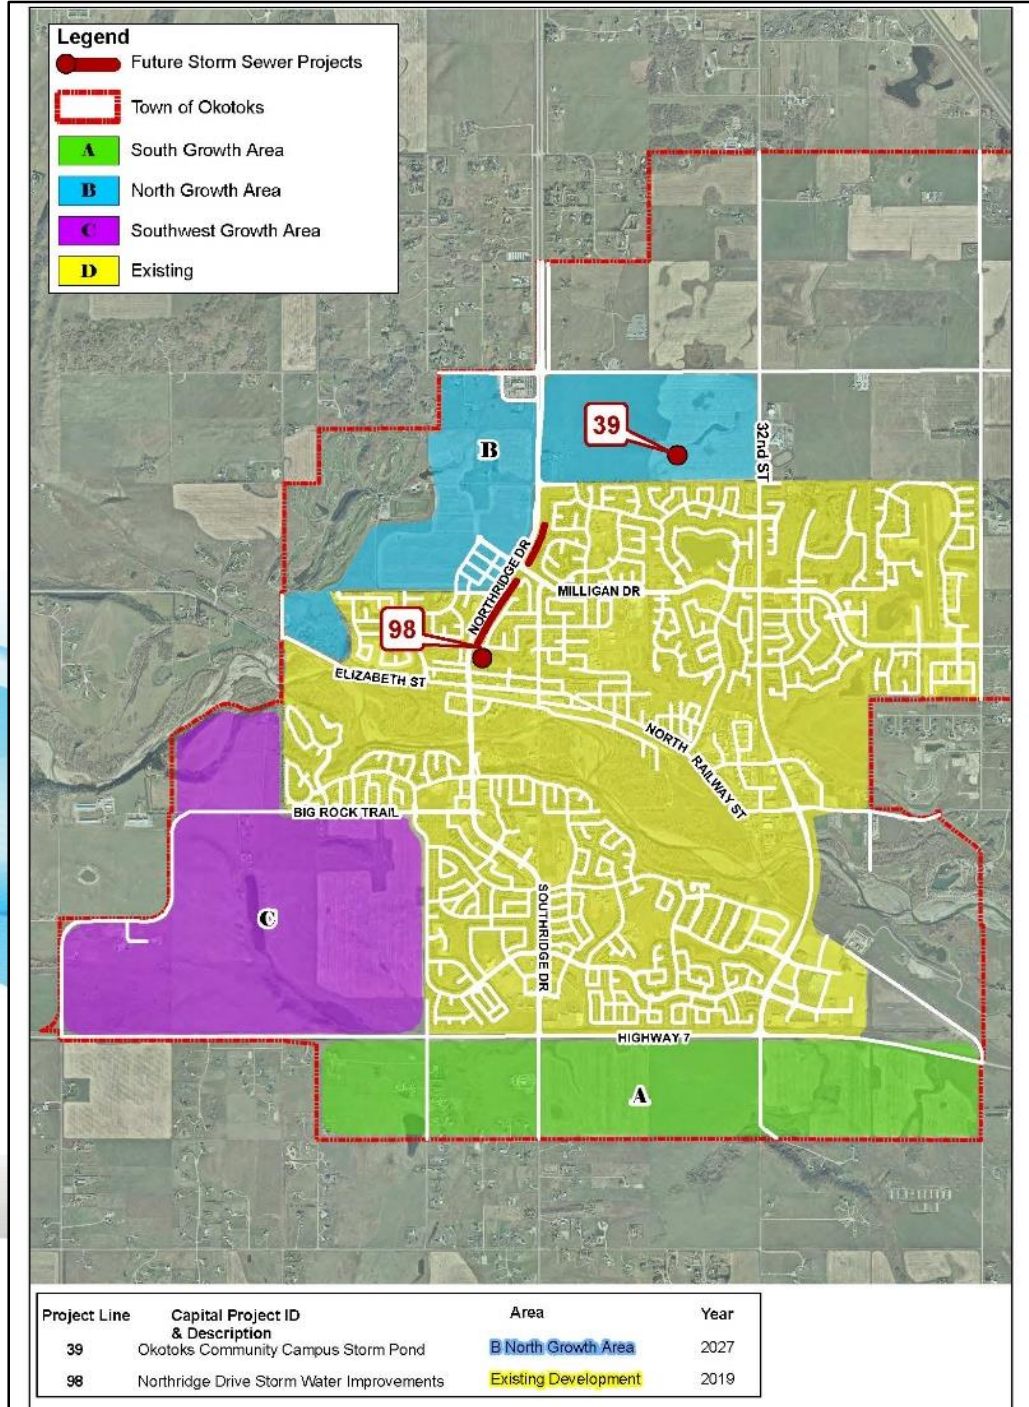 Legend
Future Storm Sewer Projects
Town of Okotoks
A South Growth Area
B North Growth Area
C Southwest Growth Area
D Existing
39
32nd ST
B
NORTHRIDGE DR
MILLIGAN DR
98
ELIZABETH ST
NORTH RAILWAY ST
BIG ROCK TRAIL
C
SOUTHRIDGE DR
HIGHWAY 7
A
Project Line Capital Project ID & Description Area Year
39 Okotoks Community Campus Storm Pond B North Growth Area 2027
98 Northridge Drive Storm Water Improvements Existing Development 2019